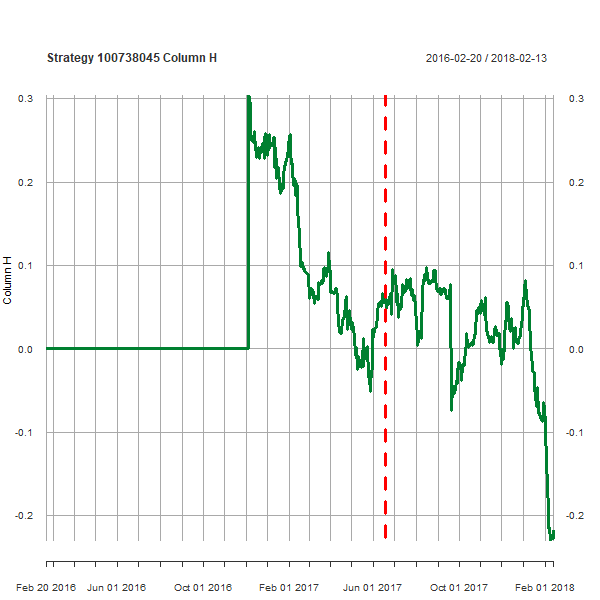 Strategy 100738045 Column H 2016-02-20 / 2018-02-13
0.3 0.3
0.2 0.2
0.1 0.1
Column H
0.0 0.0
-0.1 -0.1
-0.2 -0.2
Feb 20 2016 Jun 01 2016 Oct 01 2016 Feb 01 2017 Jun 01 2017 Oct 01 2017 Feb 01 2018